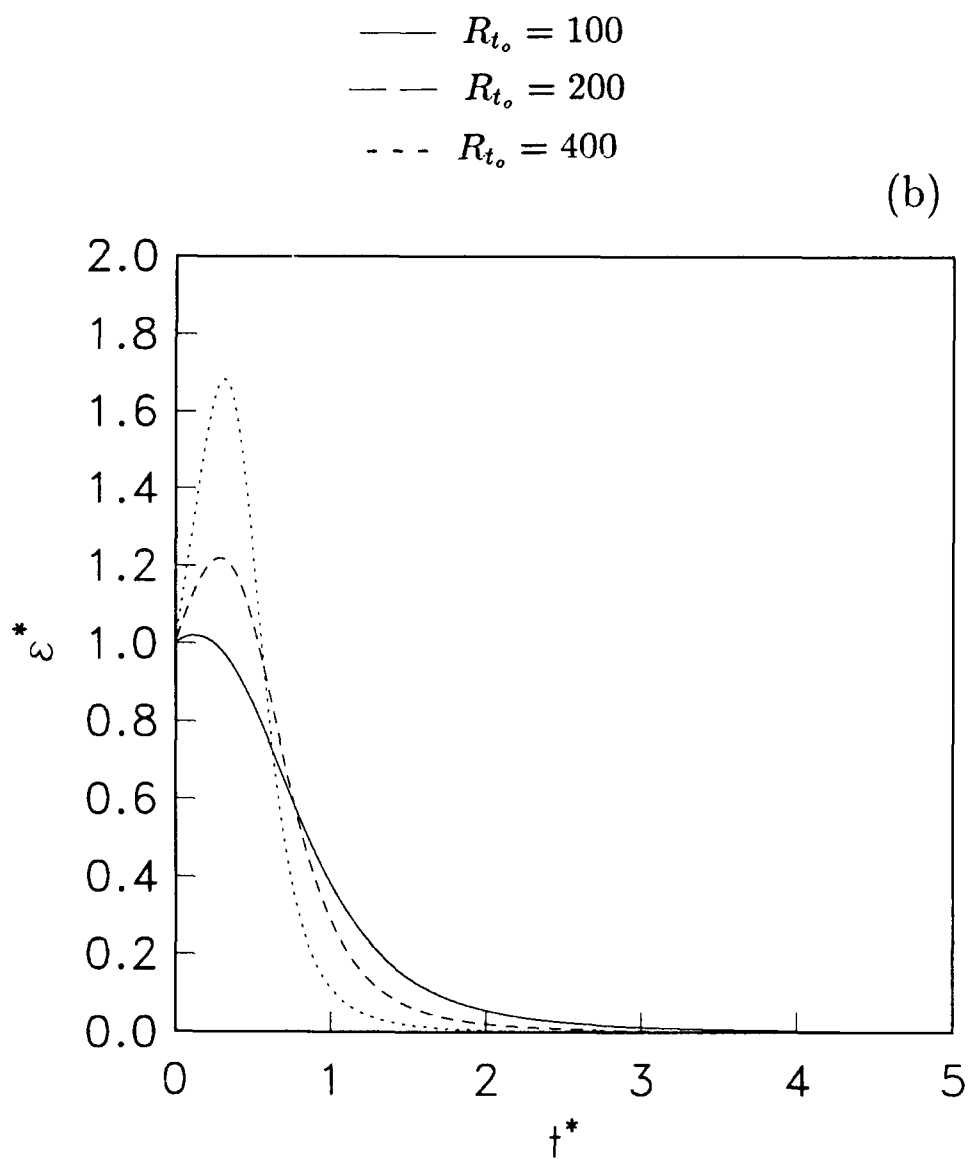 R_{t_o} = 100
R_{t_o} = 200
R_{t_o} = 400
(b)
2.0
1.8
1.6
1.4
1.2
1.0
0.8
0.6
0.4
0.2
0.0
ε*
0 1 2 3 4 5
t*